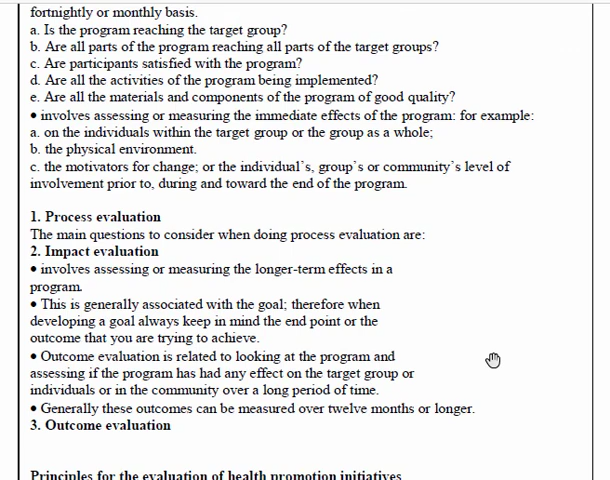 fortnightly or monthly basis.
a. Is the program reaching the target group?
b. Are all parts of the program reaching all parts of the target groups?
c. Are participants satisfied with the program?
d. Are all the activities of the program being implemented?
e. Are all the materials and components of the program of good quality?
• involves assessing or measuring the immediate effects of the program: for example:
a. on the individuals within the target group or the group as a whole;
b. the physical environment.
c. the motivators for change; or the individual's, group's or community's level of
involvement prior to, during and toward the end of the program.
1. Process evaluation
The main questions to consider when doing process evaluation are:
2. Impact evaluation
• involves assessing or measuring the longer-term effects in a
program.
• This is generally associated with the goal; therefore when
developing a goal always keep in mind the end point or the
outcome that you are trying to achieve.
• Outcome evaluation is related to looking at the program and
assessing if the program has had any effect on the target group or
individuals or in the community over a long period of time.
• Generally these outcomes can be measured over twelve months or longer.
3. Outcome evaluation
Principles for the evaluation of health promotion initiatives